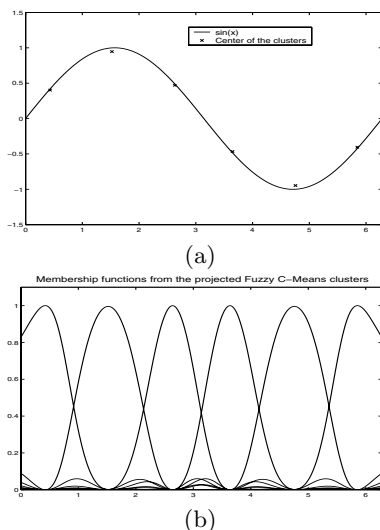 1.5
1
0.5
0
−0.5
−1
−1.5
sin(x)
Center of the clusters
0 1 2 3 4 5 6
(a)
Membership functions from the projected Fuzzy C−Means clusters
1
0.8
0.6
0.4
0.2
0
0 1 2 3 4 5 6
(b)